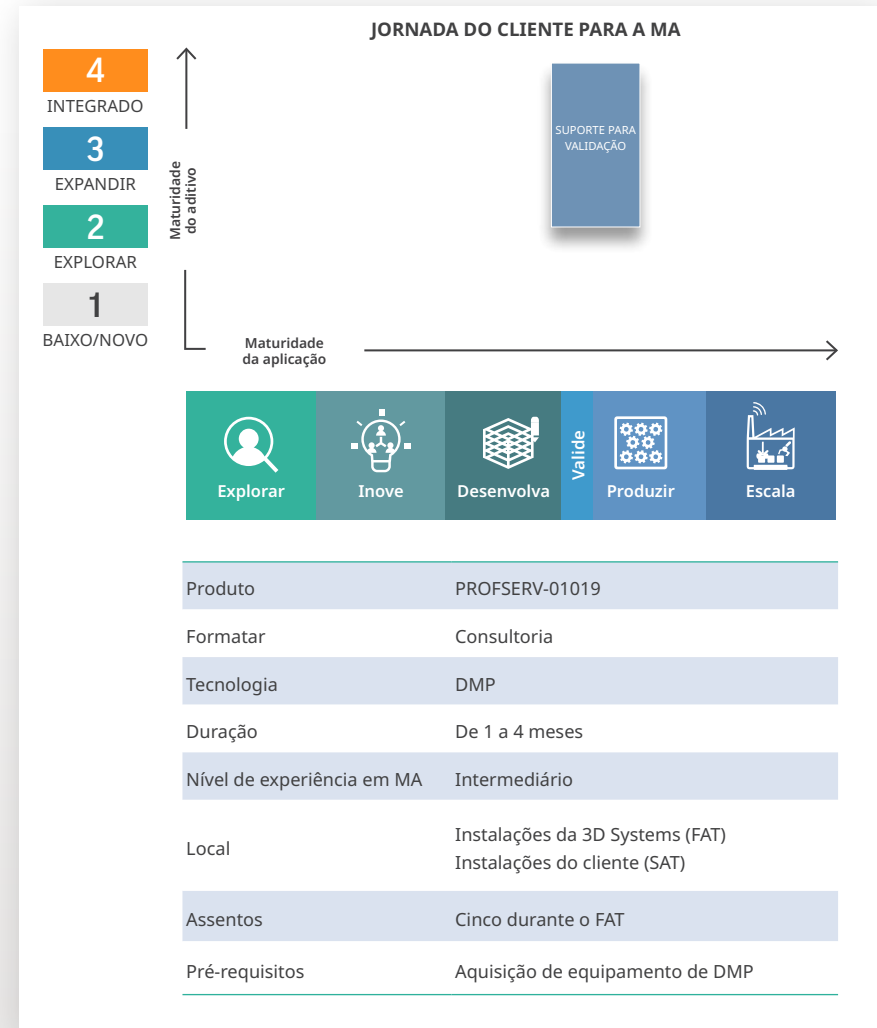 JORNADA DO CLIENTE PARA A MA
4
INTEGRADO
3
EXPANDIR
2
EXPLORAR
1
BAIXO/NOVO
Maturidade
do aditivo
SUPORTE PARA
VALIDAÇÃO
Maturidade
da aplicação
Explorar
Inove
Desenvolva
Valide
Produzir
Escala
Produto PROFSERV-01019
Formatar Consultoria
Tecnologia DMP
Duração De 1 a 4 meses
Nível de experiência em MA Intermediário
Local Instalações da 3D Systems (FAT)
Instalações do cliente (SAT)
Assentos Cinco durante o FAT
Pré-requisitos Aquisição de equipamento de DMP